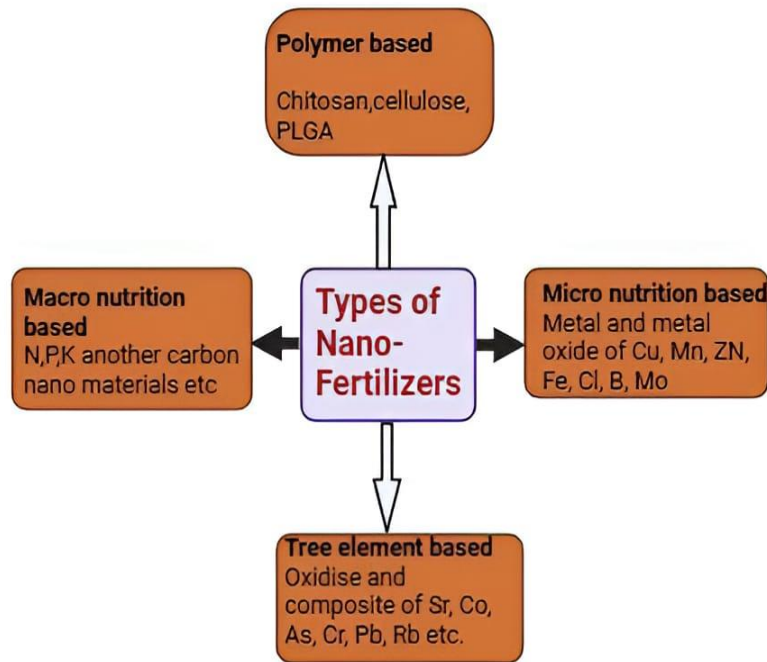 Polymer based
Chitosan,cellulose,
PLGA
Macro nutrition
based
N,P,K another carbon
nano materials etc
Types of
Nano-
Fertilizers
Micro nutrition based
Metal and metal
oxide of Cu, Mn, ZN,
Fe, Cl, B, Mo
Tree element based
Oxidise and
composite of Sr, Co,
As, Cr, Pb, Rb etc.